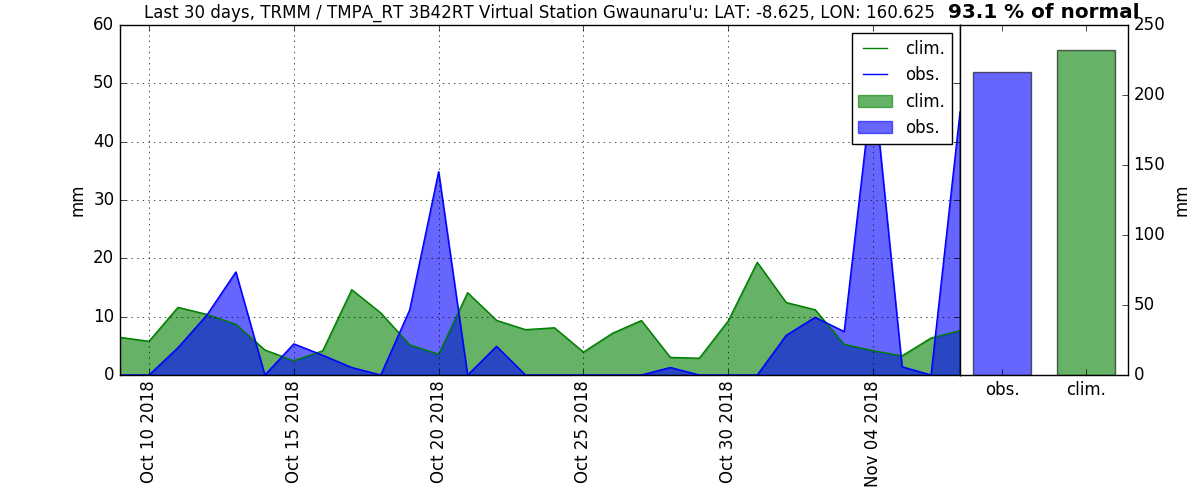 Last 30 days, TRMM / TMPA_RT 3B42RT Virtual Station Gwaunaru'u: LAT: -8.625, LON: 160.625
93.1 % of normal
60
50
40
30
20
10
0
mm
clim.
obs.
clim.
obs.
Oct 10 2018
Oct 15 2018
Oct 20 2018
Oct 25 2018
Oct 30 2018
Nov 04 2018
250
200
150
100
50
0
mm
obs.
clim.